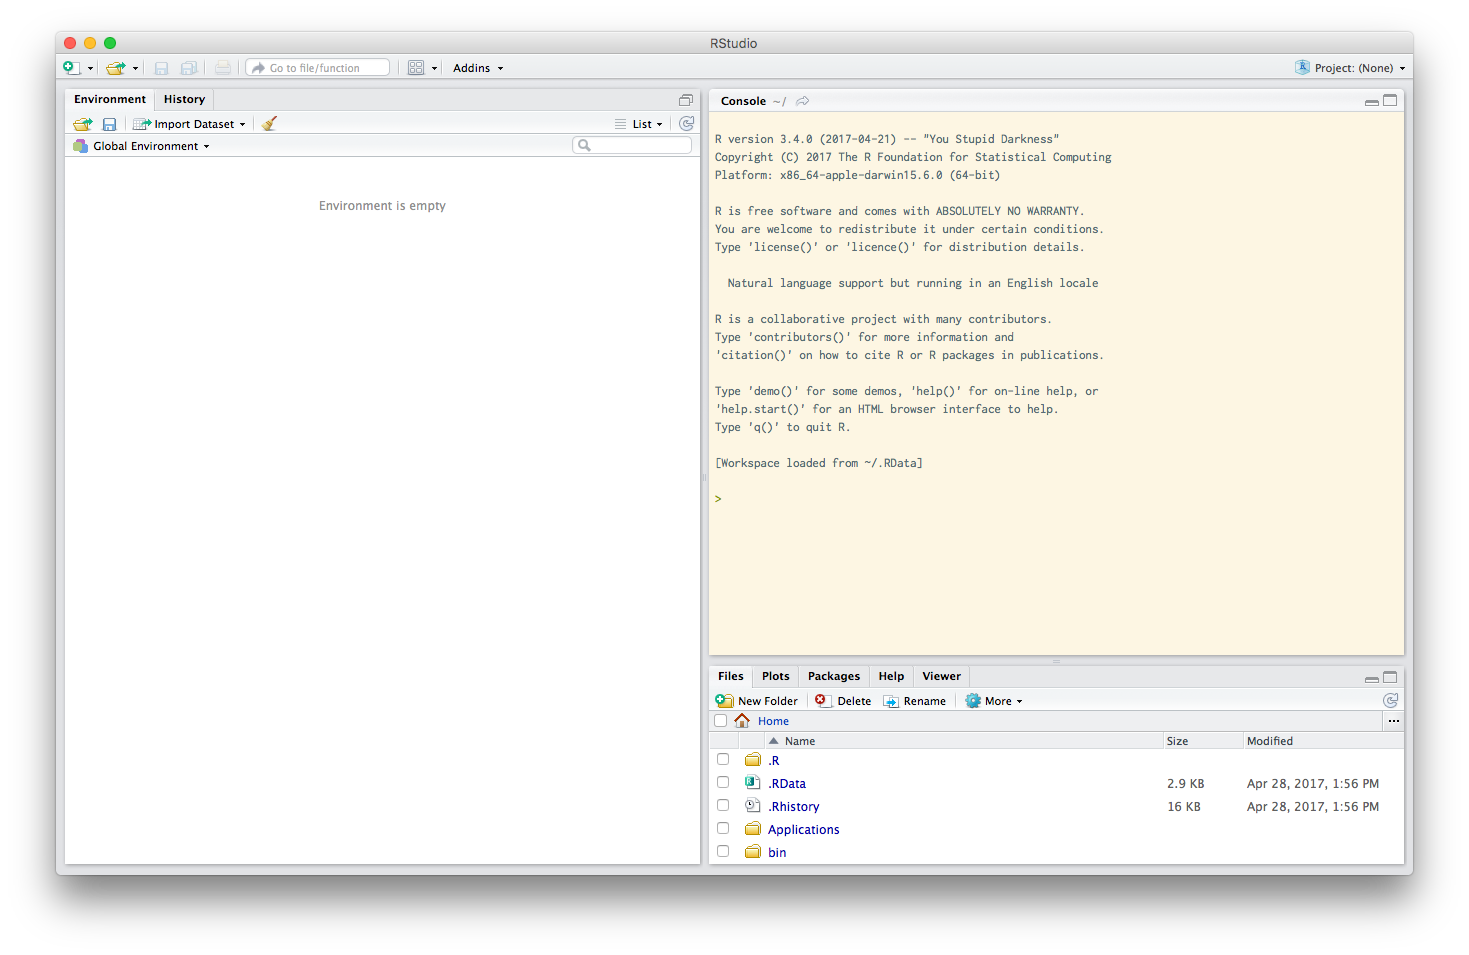 RStudio
Go to file/function
Addins
Project: (None)
Environment History
Import Dataset
List
Global Environment
Environment is empty
Console ~/
R version 3.4.0 (2017-04-21) -- "You Stupid Darkness"
Copyright (C) 2017 The R Foundation for Statistical Computing
Platform: x86_64-apple-darwin15.6.0 (64-bit)
R is free software and comes with ABSOLUTELY NO WARRANTY.
You are welcome to redistribute it under certain conditions.
Type 'license()' or 'licence()' for distribution details.
Natural language support but running in an English locale
R is a collaborative project with many contributors.
Type 'contributors()' for more information and
'citation()' on how to cite R or R packages in publications.
Type 'demo()' for some demos, 'help()' for on-line help, or
'help.start()' for an HTML browser interface to help.
Type 'q()' to quit R.
[Workspace loaded from ~/.RData]
>
Files Plots Packages Help Viewer
New Folder Delete Rename More
Home ...
Name Size Modified
.R
.RData 2.9 KB Apr 28, 2017, 1:56 PM
.Rhistory 16 KB Apr 28, 2017, 1:56 PM
Applications
bin